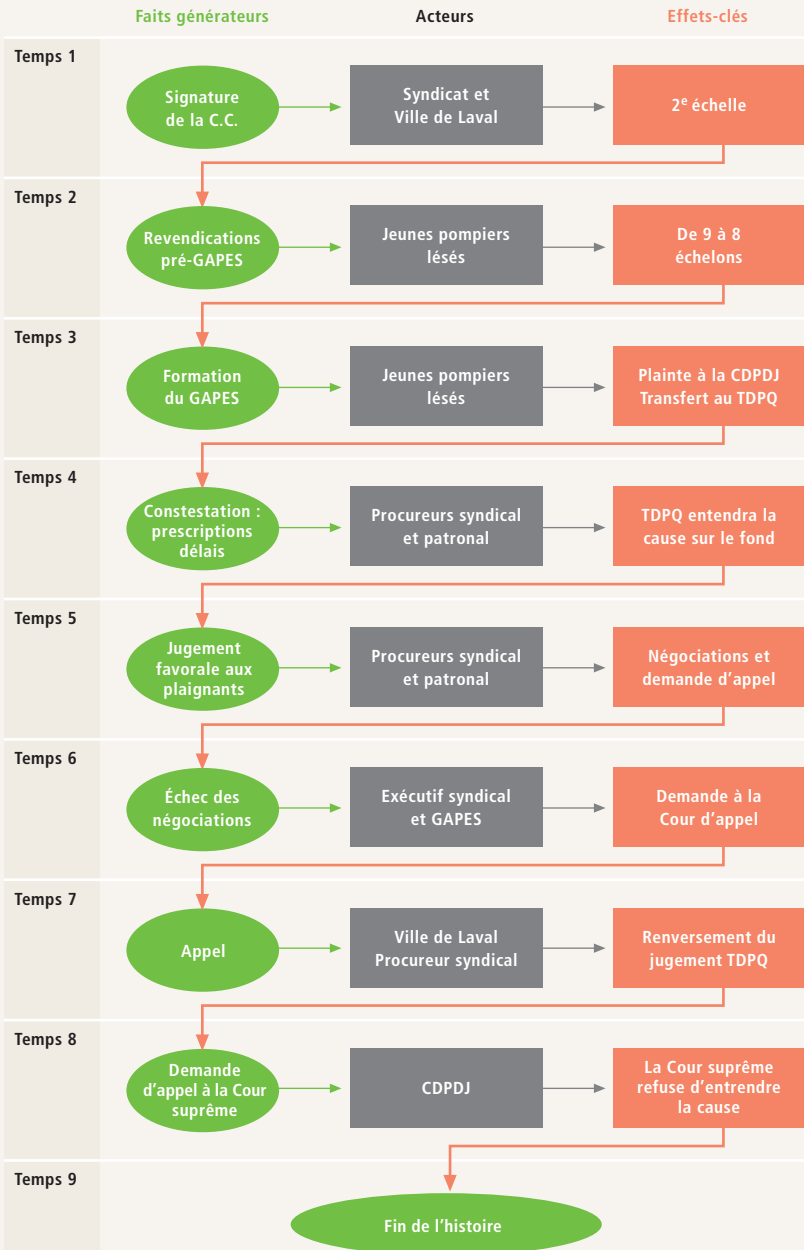 Faits générateurs
Acteurs
Effets-clés
Temps 1
Signature
de la C.C.
Syndicat et
Ville de Laval
2e échelle
Temps 2
Revendications
pré-GAPES
Jeunes pompiers
lésés
De 9 à 8
échelons
Temps 3
Formation
du GAPES
Jeunes pompiers
lésés
Plainte à la CDPDJ
Transfert au TDPQ
Temps 4
Constestation :
prescriptions
délais
Procureurs syndical
et patronal
TDPQ entendra la
cause sur le fond
Temps 5
Jugement
favorale aux
plaignants
Procureurs syndical
et patronal
Négociations et
demande d’appel
Temps 6
Échec des
négociations
Exécutif syndical
et GAPES
Demande à la
Cour d’appel
Temps 7
Appel
Ville de Laval
Procureur syndical
Renversement du
jugement TDPQ
Temps 8
Demande
d’appel à la Cour
suprême
CDPDJ
La Cour suprême
refuse d’entrendre
la cause
Temps 9
Fin de l’histoire